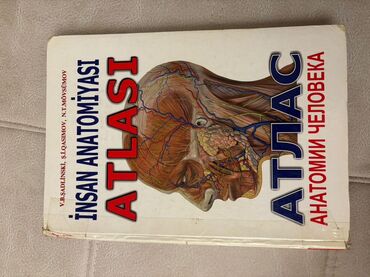 V.B.ŞADLİNSKİ, Ş.İ.QASIMOV, N.T.MÖVSÜMOV
İNSAN ANATOMİYASI
ATLASI
АТЛАС
АНАТОМИИ ЧЕЛОВЕКА